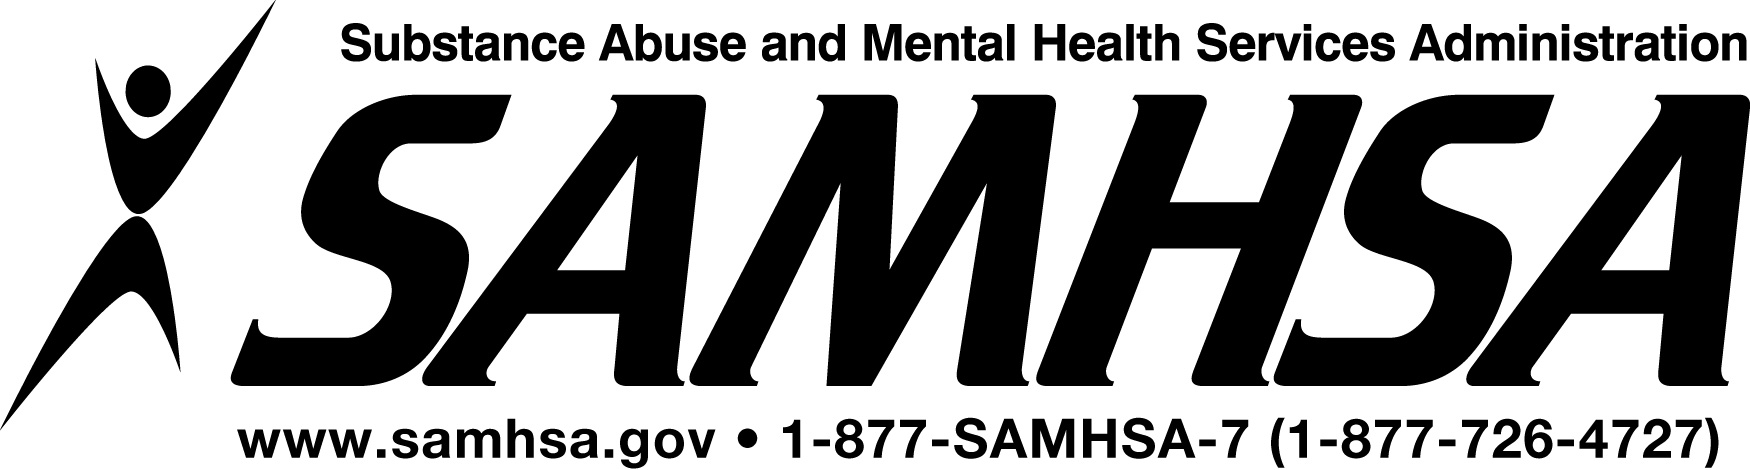 Substance Abuse and Mental Health Services Administration
SAMHSA
www.samhsa.gov • 1-877-SAMHSA-7 (1-877-726-4727)